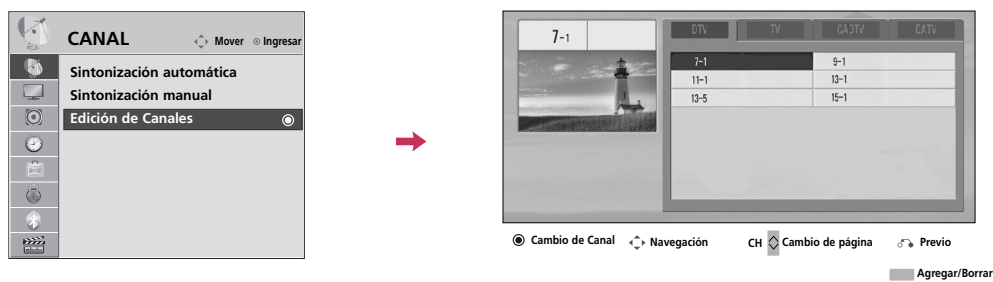 CANAL
Mover
Ingresar
Sintonización automática
Sintonización manual
Edición de Canales
7-1
DTV
TV
CADTV
CATV
7-1
9-1
11-1
13-1
13-5
15-1
Cambio de Canal
Navegación
CH
Cambio de página
Previo
Agregar/Borrar